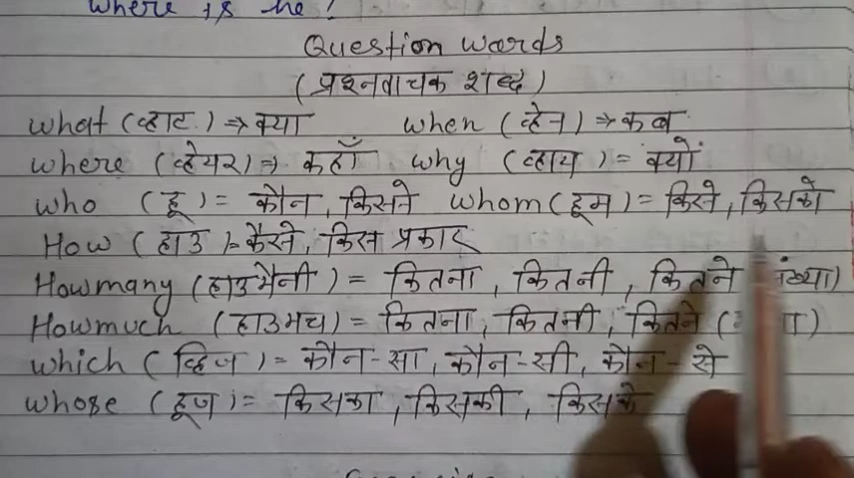 where is he?
Question words
(प्रश्नवाचक शब्द)
what (व्हाट) ⇒ क्या when (व्हेन) ⇒ कब
where (व्हेयर) ⇒ कहाँ why (व्हाय) = क्यों
who (हू) = कौन, किसने whom (हूम) = किसे, किसको
How (हाउ) = कैसे, किस प्रकार
Howmany (हाउमैनी) = कितना, कितनी, कितने
Howmuch (हाउमच) = कितना, कितनी, कितने
which (व्हिज) = कौन-सा, कौन-सी, कौन-से
whose (हूज) = किसका, किसकी, किसके